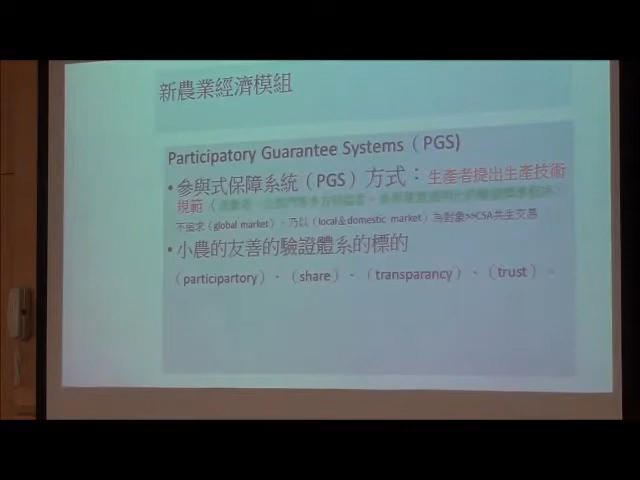 新農業經濟模組
Participatory Guarantee Systems（PGS)
•參與式保障系統（PGS）方式：生產者提出生產技術
規範（
不追求（global market）、乃以（local＆domestic market）為對象>>CSA共生交易
•小農的友善的驗證體系的標的
（participartory）、（share）、（transparancy）、（trust）。